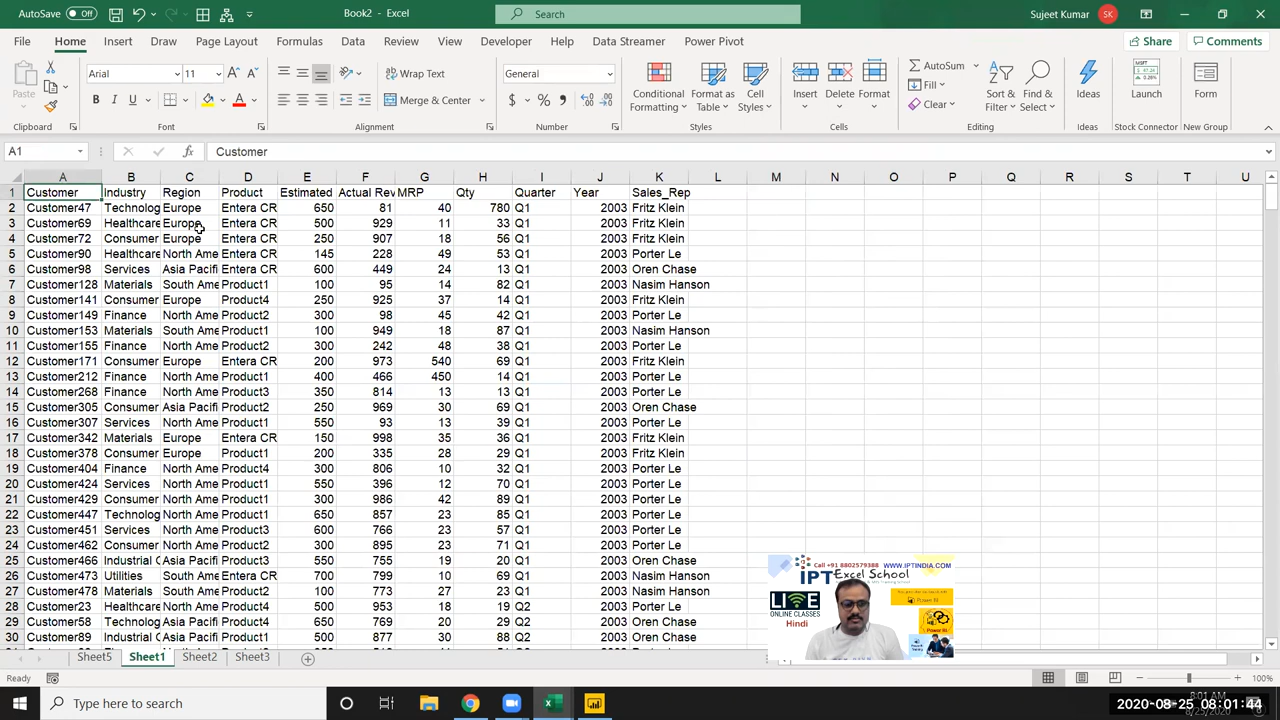 AutoSave Off Book2 - Excel Search Sujeet Kumar SK
File Home Insert Draw Page Layout Formulas Data Review View Developer Help Data Streamer Power Pivot Share Comments
Paste Arial 11 Wrap Text General AutoSum
Merge & Center Conditional Formatting Format as Table Cell Styles Insert Delete Format Fill Clear Sort & Filter Find & Select Ideas Launch Form
Clipboard Font Alignment Number Styles Cells Editing Ideas Stock Connector New Group
A1 Customer
A B C D E F G H I J K L M N O P Q R S T U
1 Customer Industry Region Product Estimated Actual Rev MRP Qty Quarter Year Sales_Rep
2 Customer47 Technolog Europe Entera CR 650 81 40 780 Q1 2003 Fritz Klein
3 Customer69 Healthcare Europe Entera CR 500 929 11 33 Q1 2003 Fritz Klein
4 Customer72 Consumer Europe Entera CR 250 907 18 56 Q1 2003 Fritz Klein
5 Customer90 Healthcare North Ame Entera CR 145 228 49 53 Q1 2003 Porter Le
6 Customer98 Services Asia Pacifi Entera CR 600 449 24 13 Q1 2003 Oren Chase
7 Customer128 Materials South Ame Product1 100 95 14 82 Q1 2003 Nasim Hanson
8 Customer141 Consumer Europe Product4 250 925 37 14 Q1 2003 Fritz Klein
9 Customer149 Finance North Ame Product2 300 98 45 42 Q1 2003 Porter Le
10 Customer153 Materials South Ame Product1 100 949 18 87 Q1 2003 Nasim Hanson
11 Customer155 Finance North Ame Product2 300 242 48 38 Q1 2003 Porter Le
12 Customer171 Consumer Europe Entera CR 200 973 540 69 Q1 2003 Fritz Klein
13 Customer212 Finance North Ame Product1 400 466 450 14 Q1 2003 Porter Le
14 Customer268 Finance North Ame Product3 350 814 13 13 Q1 2003 Porter Le
15 Customer305 Consumer Asia Pacifi Product2 250 969 30 69 Q1 2003 Oren Chase
16 Customer307 Services North Ame Product1 550 93 13 39 Q1 2003 Porter Le
17 Customer342 Materials Europe Entera CR 150 998 35 36 Q1 2003 Fritz Klein
18 Customer378 Consumer Europe Product1 200 335 28 29 Q1 2003 Fritz Klein
19 Customer404 Finance North Ame Product4 300 806 10 32 Q1 2003 Porter Le
20 Customer424 Services North Ame Product1 550 396 12 70 Q1 2003 Porter Le
21 Customer429 Consumer North Ame Product1 300 986 42 89 Q1 2003 Porter Le
22 Customer447 Technolog North Ame Product1 650 857 23 85 Q1 2003 Porter Le
23 Customer451 Services North Ame Product3 600 766 23 57 Q1 2003 Porter Le
24 Customer462 Consumer North Ame Product2 300 895 23 71 Q1 2003 Porter Le
25 Customer466 Industrial G Asia Pacifi Product3 550 755 19 20 Q1 2003 Oren Chase
26 Customer473 Utilities South Ame Entera CR 700 799 10 69 Q1 2003 Nasim Hanson
27 Customer478 Materials South Ame Product2 100 773 27 23 Q1 2003 Nasim Hanson
28 Customer23 Healthcare North Ame Product4 500 953 18 19 Q2 2003 Porter Le
29 Customer58 Technolog Asia Pacifi Product4 650 769 20 29 Q2 2003 Oren Chase
30 Customer89 Industrial G Asia Pacifi Product1 500 877 30 88 Q2 2003 Oren Chase
Call +91 8802579388 WWW.IPTINDIA.COM
IPT Excel School
LIVE
ONLINE CLASSES
Hindi
Power BI
Sheet5 Sheet1 Sheet2 Sheet3
Ready 100%
Type here to search 2020-08-25 08:01:44